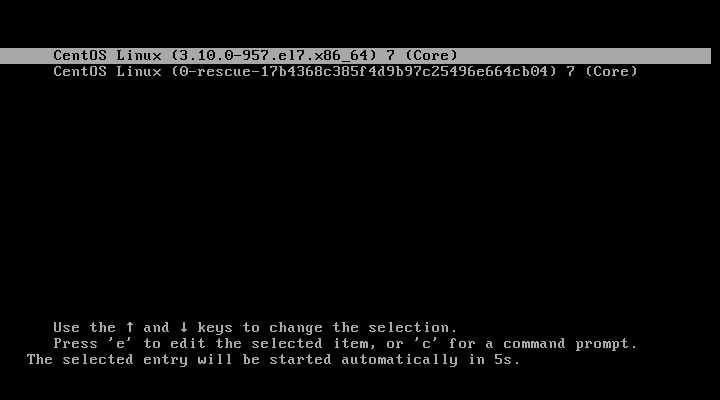 CentOS Linux (3.10.0-957.el7.x86_64) 7 (Core)
CentOS Linux (0-rescue-17b4368c385f4d9b97c25496e664cb04) 7 (Core)
Use the ↑ and ↓ keys to change the selection.
Press 'e' to edit the selected item, or 'c' for a command prompt.
The selected entry will be started automatically in 5s.